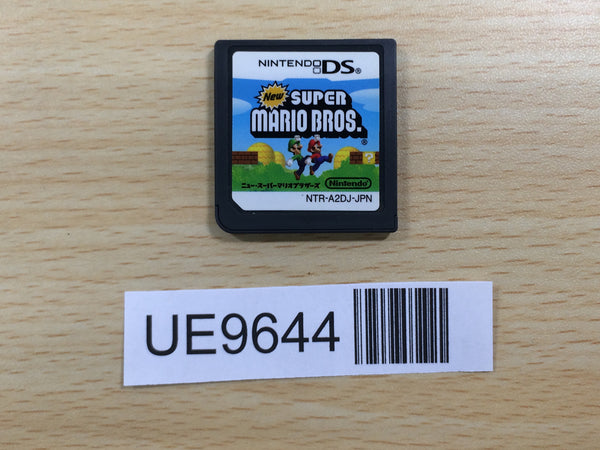 NINTENDO DS®
New SUPER
MARIO BROS.®
ニュー・スーパーマリオブラザーズ
Nintendo®
NTR-A2DJ-JPN
UE9644